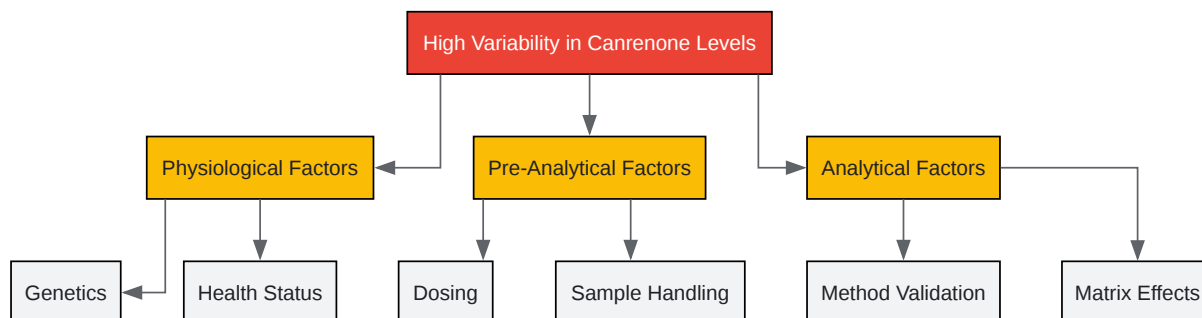 High Variability in Canrenone Levels
Physiological Factors
Pre-Analytical Factors
Analytical Factors
Genetics
Health Status
Dosing
Sample Handling
Method Validation
Matrix Effects